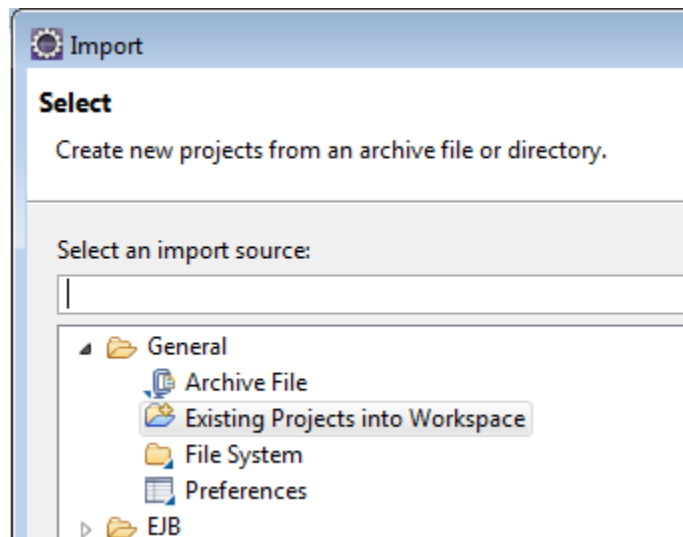 Import
Select
Create new projects from an archive file or directory.
Select an import source:
General
Archive File
Existing Projects into Workspace
File System
Preferences
EJB